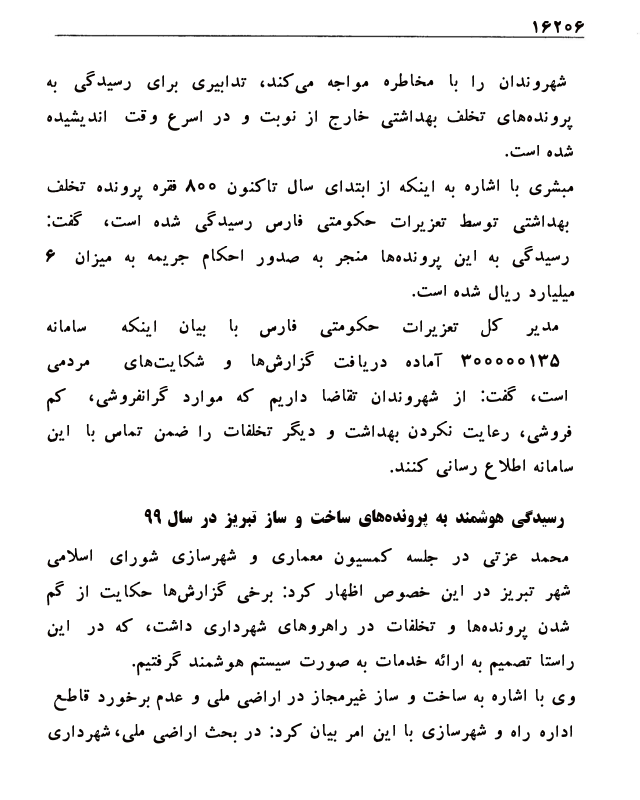 ۱۶۲۰۶
شهروندان را با مخاطره مواجه می‌کند، تدابیری برای رسیدگی به
پرونده‌های تخلف بهداشتی خارج از نوبت و در اسرع وقت اندیشیده
شده است.
مبشری با اشاره به اینکه از ابتدای سال تاکنون ۸۰۰ فقره پرونده تخلف
بهداشتی توسط تعزیرات حکومتی فارس رسیدگی شده است، گفت:
رسیدگی به این پرونده‌ها منجر به صدور احکام جریمه به میزان ۶
میلیارد ریال شده است.
مدیر کل تعزیرات حکومتی فارس با بیان اینکه سامانه
۳۰۰۰۰۰۱۳۵ آماده دریافت گزارش‌ها و شکایت‌های مردمی
است، گفت: از شهروندان تقاضا داریم که موارد گرانفروشی، کم
فروشی، رعایت نکردن بهداشت و دیگر تخلفات را ضمن تماس با این
سامانه اطلاع رسانی کنند.
رسیدگی هوشمند به پرونده‌های ساخت و ساز تبریز در سال ۹۹
محمد عزتی در جلسه کمسیون معماری و شهرسازی شورای اسلامی
شهر تبریز در این خصوص اظهار کرد: برخی گزارش‌ها حکایت از گم
شدن پرونده‌ها و تخلفات در راهروهای شهرداری داشت، که در این
راستا تصمیم به ارائه خدمات به صورت سیستم هوشمند گرفتیم.
وی با اشاره به ساخت و ساز غیرمجاز در اراضی ملی و عدم برخورد قاطع
اداره راه و شهرسازی با این امر بیان کرد: در بحث اراضی ملی، شهرداری